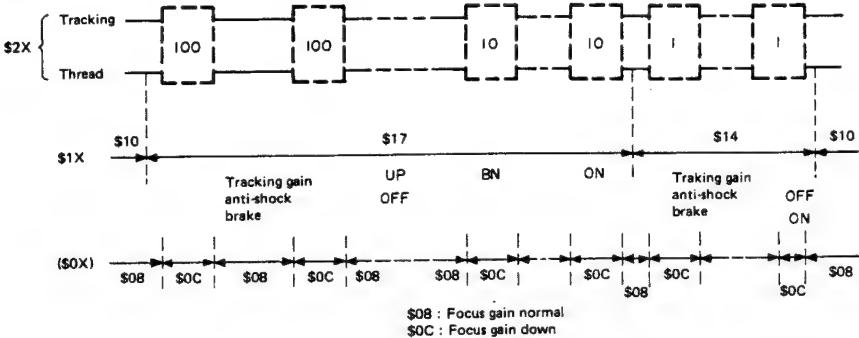 $2X { Tracking
Thread
100 100 10 10 1 1
$10 $17 $14 $10
$1X
Tracking gain UP BN ON
anti-shock OFF
brake
Traking gain
anti-shock OFF
brake ON
($0X)
$08 $0C $08 $0C $08 $08 $0C $0C $08 $0C $0C $08
$08 : Focus gain normal
$0C : Focus gain down